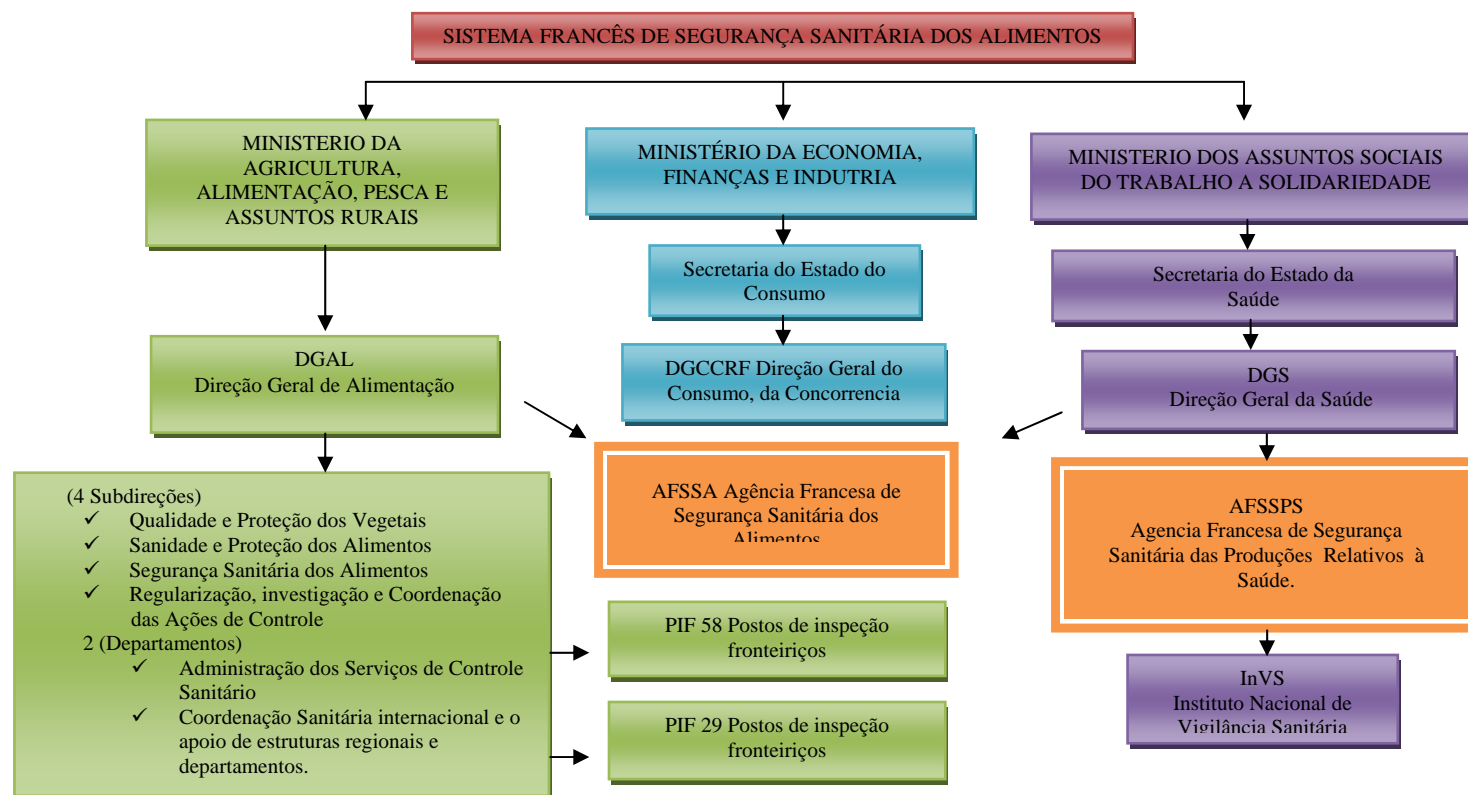 SISTEMA FRANCÊS DE SEGURANÇA SANITÁRIA DOS ALIMENTOS
MINISTERIO DA
AGRICULTURA,
ALIMENTAÇÃO, PESCA E
ASSUNTOS RURAIS
MINISTÉRIO DA ECONOMIA,
FINANÇAS E INDUTRIA
MINISTERIO DOS ASSUNTOS SOCIAIS
DO TRABALHO A SOLIDARIEDADE
Secretaria do Estado do
Consumo
Secretaria do Estado da
Saúde
DGAL
Direção Geral de Alimentação
DGCCRF Direção Geral do
Consumo, da Concorrencia
DGS
Direção Geral da Saúde
(4 Subdireções)
✓ Qualidade e Proteção dos Vegetais
✓ Sanidade e Proteção dos Alimentos
✓ Segurança Sanitária dos Alimentos
✓ Regularização, investigação e Coordenação
das Ações de Controle
2 (Departamentos)
✓ Administração dos Serviços de Controle
Sanitário
✓ Coordenação Sanitária internacional e o
apoio de estruturas regionais e
departamentos.
AFSSA Agência Francesa de
Segurança Sanitária dos
Alimentos
AFSSPS
Agencia Francesa de Segurança
Sanitária das Produções Relativos à
Saúde.
PIF 58 Postos de inspeção
fronteiriços
PIF 29 Postos de inspeção
fronteiriços
InVS
Instituto Nacional de
Vigilância Sanitária